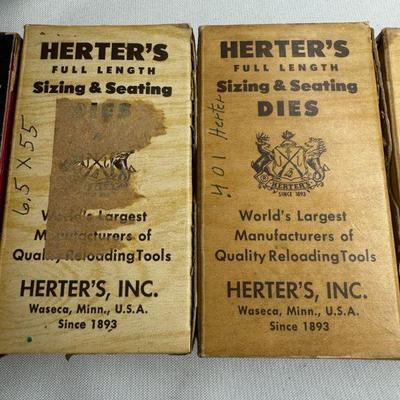 HERTER'S
FULL LENGTH
Sizing & Seating
DIES
6.5 X 55
World's Largest
Manufacturers of
Quality Reloading Tools
HERTER'S, INC.
Waseca, Minn., U.S.A.
Since 1893
HERTER'S
FULL LENGTH
Sizing & Seating
DIES
.401 Herter
HERTER'S
SINCE 1893
World's Largest
Manufacturers of
Quality Reloading Tools
HERTER'S, INC.
Waseca, Minn., U.S.A.
Since 1893